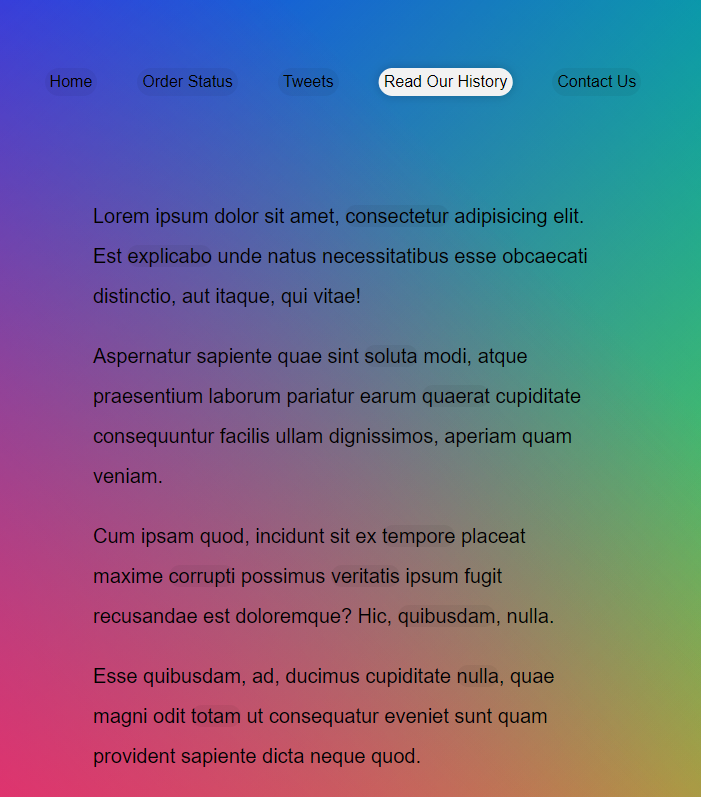 Home Order Status Tweets Read Our History Contact Us
Lorem ipsum dolor sit amet, consectetur adipisicing elit.
Est explicabo unde natus necessitatibus esse obcaecati
distinctio, aut itaque, qui vitae!
Aspernatur sapiente quae sint soluta modi, atque
praesentium laborum pariatur earum quaerat cupiditate
consequuntur facilis ullam dignissimos, aperiam quam
veniam.
Cum ipsam quod, incidunt sit ex tempore placeat
maxime corrupti possimus veritatis ipsum fugit
recusandae est doloremque? Hic, quibusdam, nulla.
Esse quibusdam, ad, ducimus cupiditate nulla, quae
magni odit totam ut consequatur eveniet sunt quam
provident sapiente dicta neque quod.